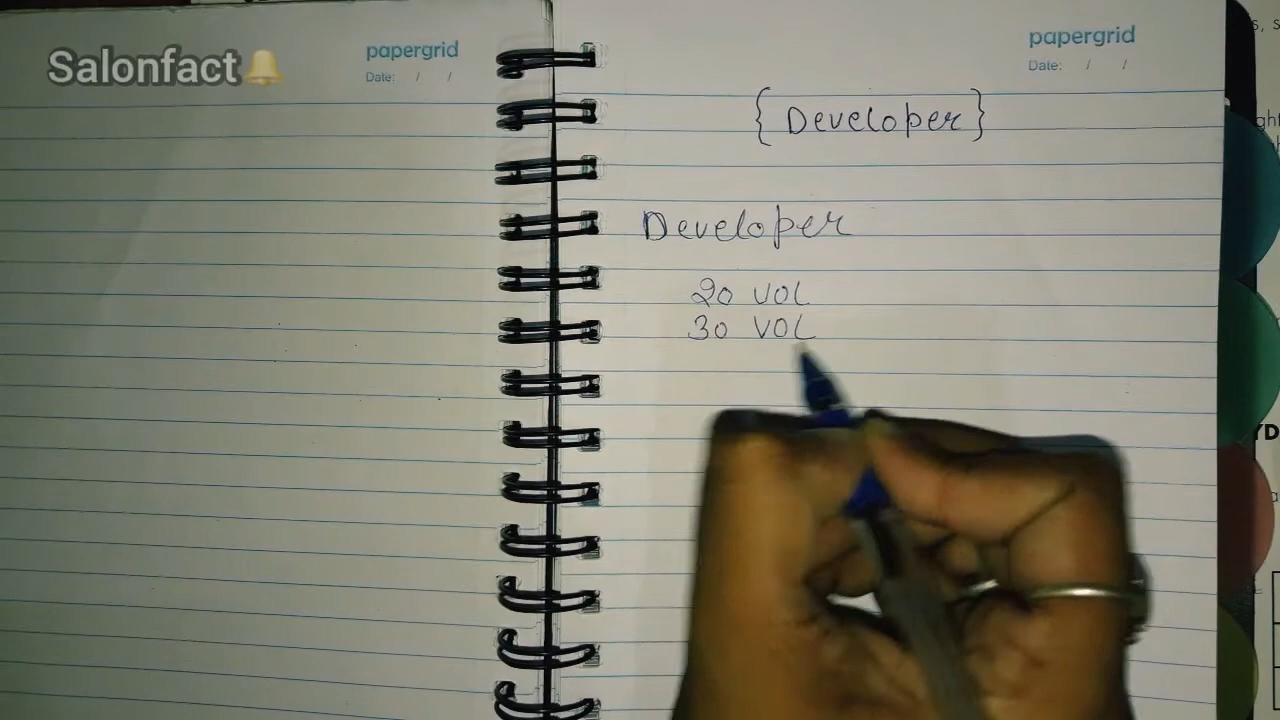 Salonfact
papergrid
Date: / /
papergrid
Date: / /
{Developer}
Developer
20 VOL
30 VOL